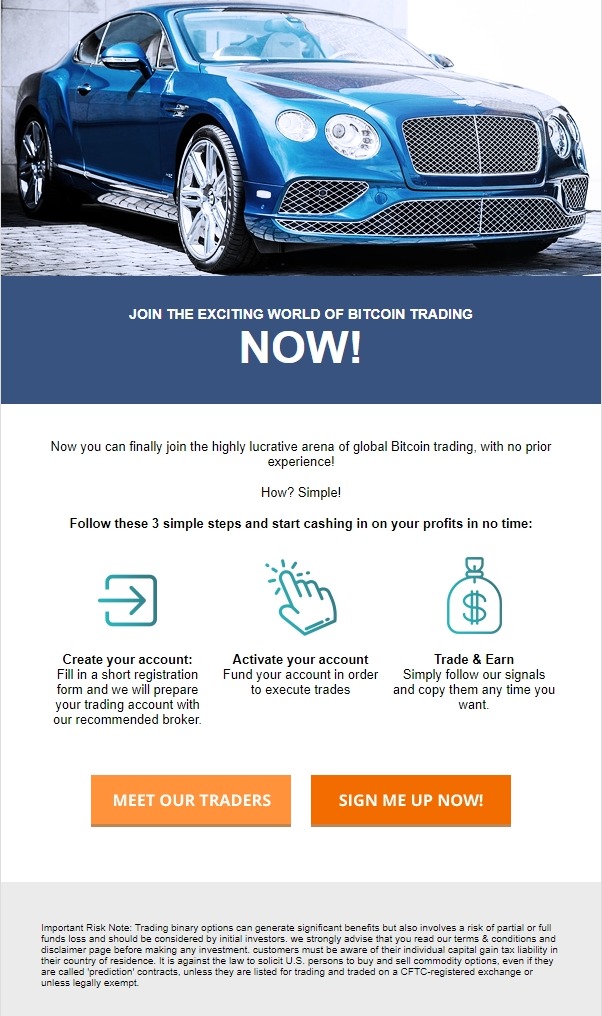 JOIN THE EXCITING WORLD OF BITCOIN TRADING
NOW!
Now you can finally join the highly lucrative arena of global Bitcoin trading, with no prior
experience!
How? Simple!
Follow these 3 simple steps and start cashing in on your profits in no time:
Create your account:
Fill in a short registration
form and we will prepare
your trading account with
our recommended broker.
Activate your account
Fund your account in order
to execute trades
Trade & Earn
Simply follow our signals
and copy them any time you
want.
MEET OUR TRADERS
SIGN ME UP NOW!
Important Risk Note: Trading binary options can generate significant benefits but also involves a risk of partial or full
funds loss and should be considered by initial investors. we strongly advise that you read our terms & conditions and
disclaimer page before making any investment. customers must be aware of their individual capital gain tax liability in
their country of residence. It is against the law to solicit U.S. persons to buy and sell commodity options, even if they
are called 'prediction' contracts, unless they are listed for trading and traded on a CFTC-registered exchange or
unless legally exempt.